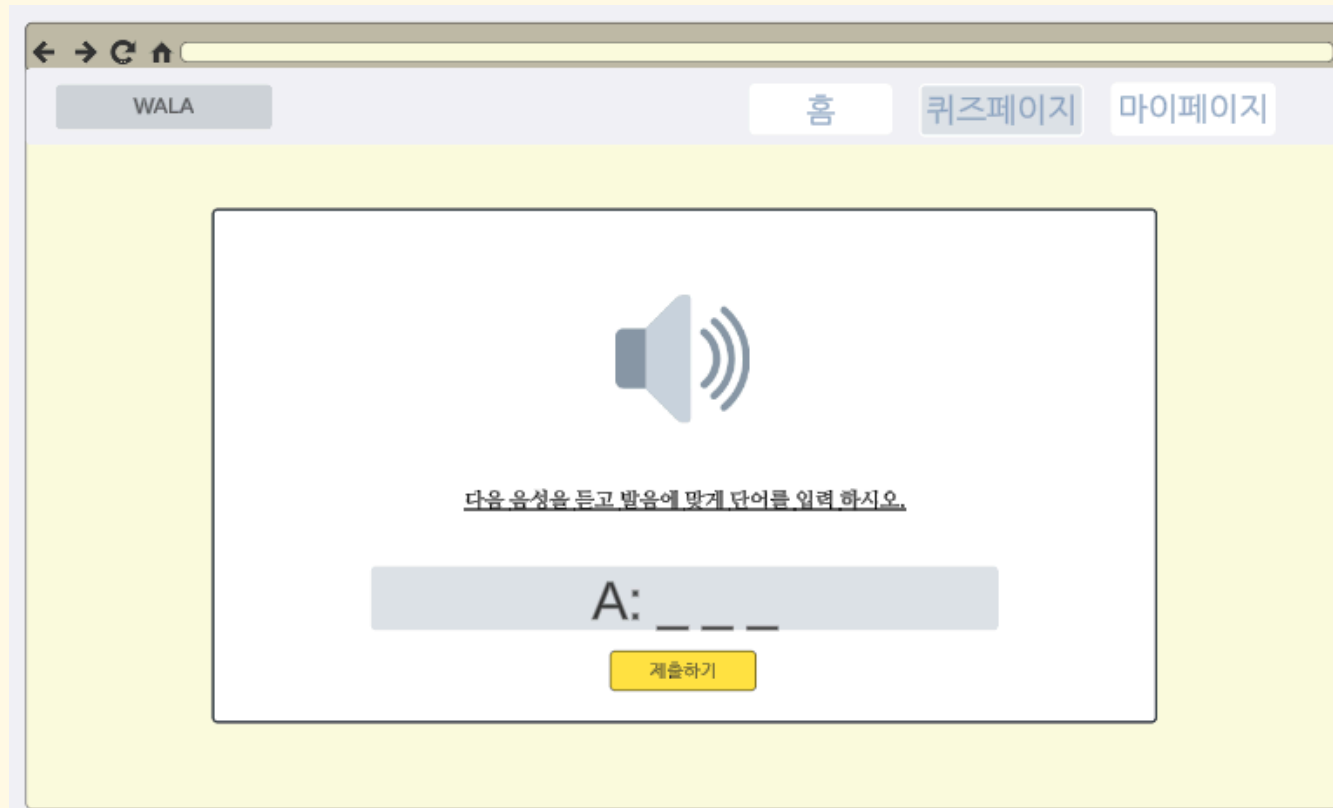 WALA
홈 퀴즈페이지 마이페이지
다음 음성을 듣고 발음에 맞게 단어를 입력 하시오.
A: _ _ _
제출하기